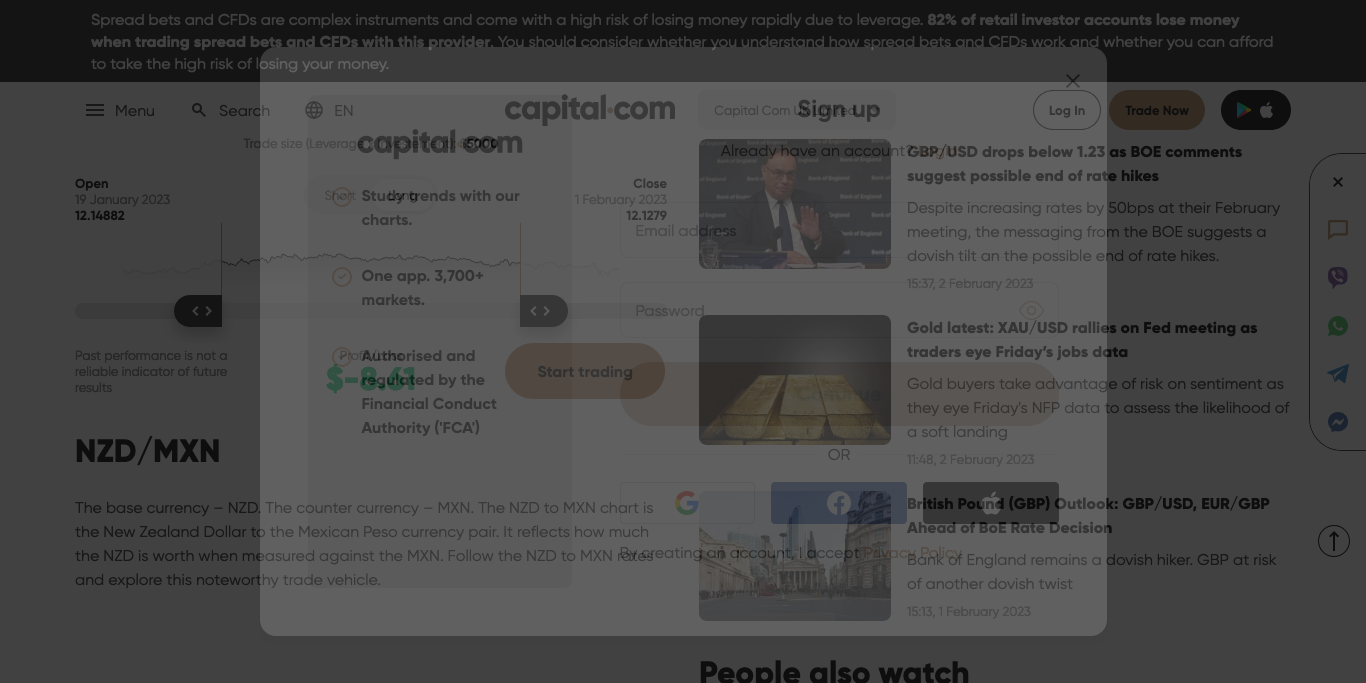 Spread bets and CFDs are complex instruments and come with a high risk of losing money rapidly due to leverage. 82% of retail investor accounts lose money
when trading spread bets and CFDs with this provider. You should consider whether you understand how spread bets and CFDs work and whether you can afford
to take the high risk of losing your money.
Menu
Search
EN
capital.com
Capital Com UK Limited
Log In
Trade Now
capital.com
Study trends with our
charts.
One app. 3,700+
markets.
Authorised and
regulated by the
Financial Conduct
Authority ('FCA')
Sign up
Already have an account?
Email address
Password
Continue
OR
By creating an account, I accept Privacy Policy
5000
Open
19 January 2023
12.14882
Short
Long
Close
1 February 2023
12.1279
Past performance is not a
reliable indicator of future
results
$-8.61
Start trading
NZD/MXN
The base currency – NZD. The counter currency – MXN. The NZD to MXN chart is
the New Zealand Dollar to the Mexican Peso currency pair. It reflects how much
the NZD is worth when measured against the MXN. Follow the NZD to MXN rates
and explore this noteworthy trade vehicle.
GBP/USD drops below 1.23 as BOE comments
suggest possible end of rate hikes
Despite increasing rates by 50bps at their February
meeting, the messaging from the BOE suggests a
dovish tilt an the possible end of rate hikes.
15:37, 2 February 2023
Gold latest: XAU/USD rallies on Fed meeting as
traders eye Friday's jobs data
Gold buyers take advantage of risk on sentiment as
they eye Friday's NFP data to assess the likelihood of
a soft landing
11:48, 2 February 2023
British Pound (GBP) Outlook: GBP/USD, EUR/GBP
Ahead of BoE Rate Decision
Bank of England remains a dovish hiker. GBP at risk
of another dovish twist
15:13, 1 February 2023
People also watch